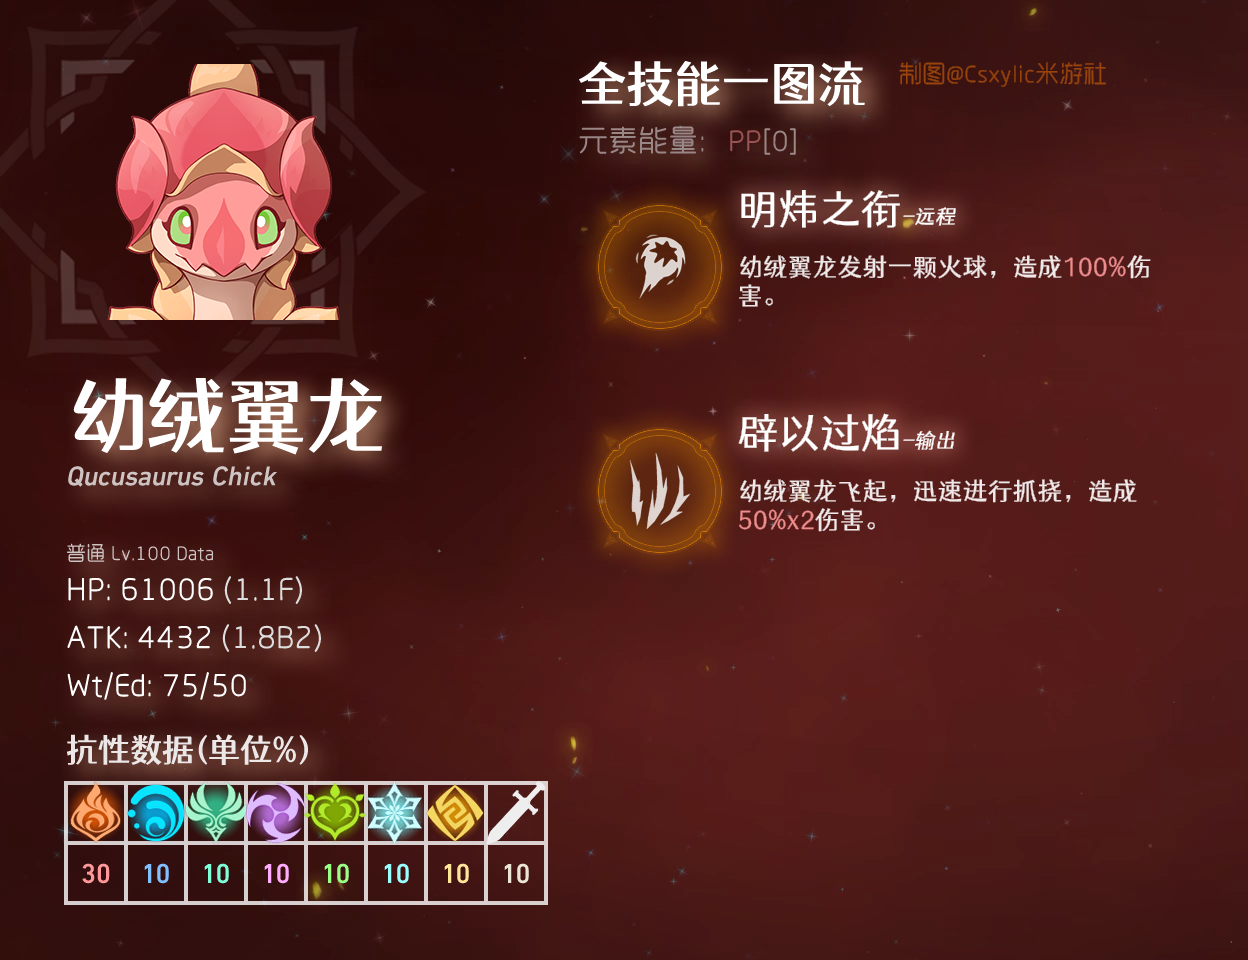 全技能一图流
制图@Csxylic米游社
元素能量： PP[0]
明炜之衔-远程
幼绒翼龙发射一颗火球，造成100%伤
害。
辟以过焰-输出
幼绒翼龙飞起，迅速进行抓挠，造成
50%x2伤害。
幼绒翼龙
Qucusaurus Chick
普通 Lv.100 Data
HP: 61006 (1.1F)
ATK: 4432 (1.8B2)
Wt/Ed: 75/50
抗性数据(单位%)
30 10 10 10 10 10 10 10